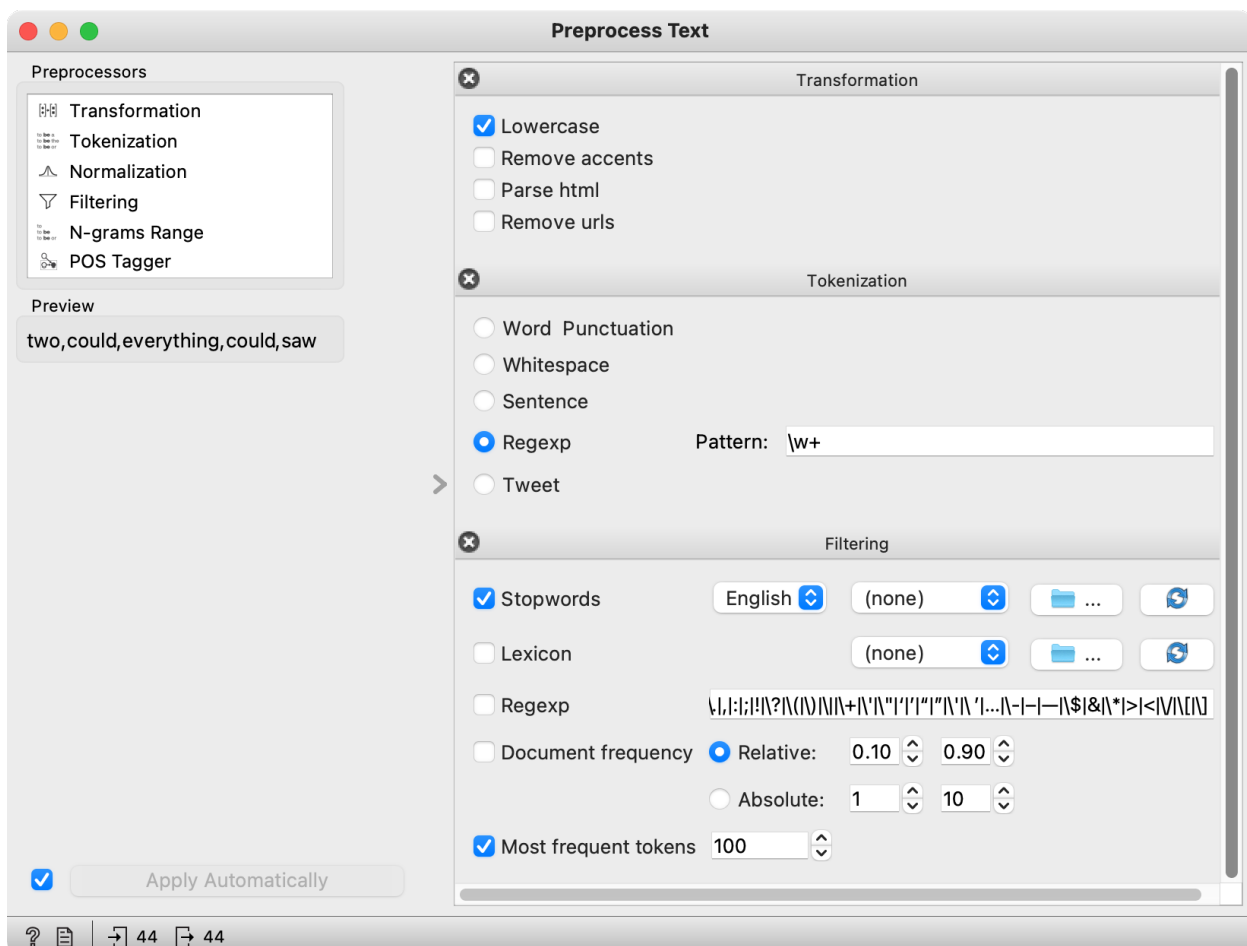 Preprocess Text
Preprocessors
Transformation
Tokenization
Normalization
Filtering
N-grams Range
POS Tagger
Preview
two,could,everything,could,saw
Apply Automatically
44 44
Transformation
Lowercase
Remove accents
Parse html
Remove urls
Tokenization
Word Punctuation
Whitespace
Sentence
Regexp Pattern: \w+
Tweet
Filtering
Stopwords English (none) ...
Lexicon (none) ...
Regexp \.|,|:|;|!|\?|\(|\)|\||\+|\'|\"|‘|’|“|”|\'|\ ’|…|\-|–|—|\$|&|\*|>|<|\/|\[|\]
Document frequency Relative: 0.10 0.90
Absolute: 1 10
Most frequent tokens 100